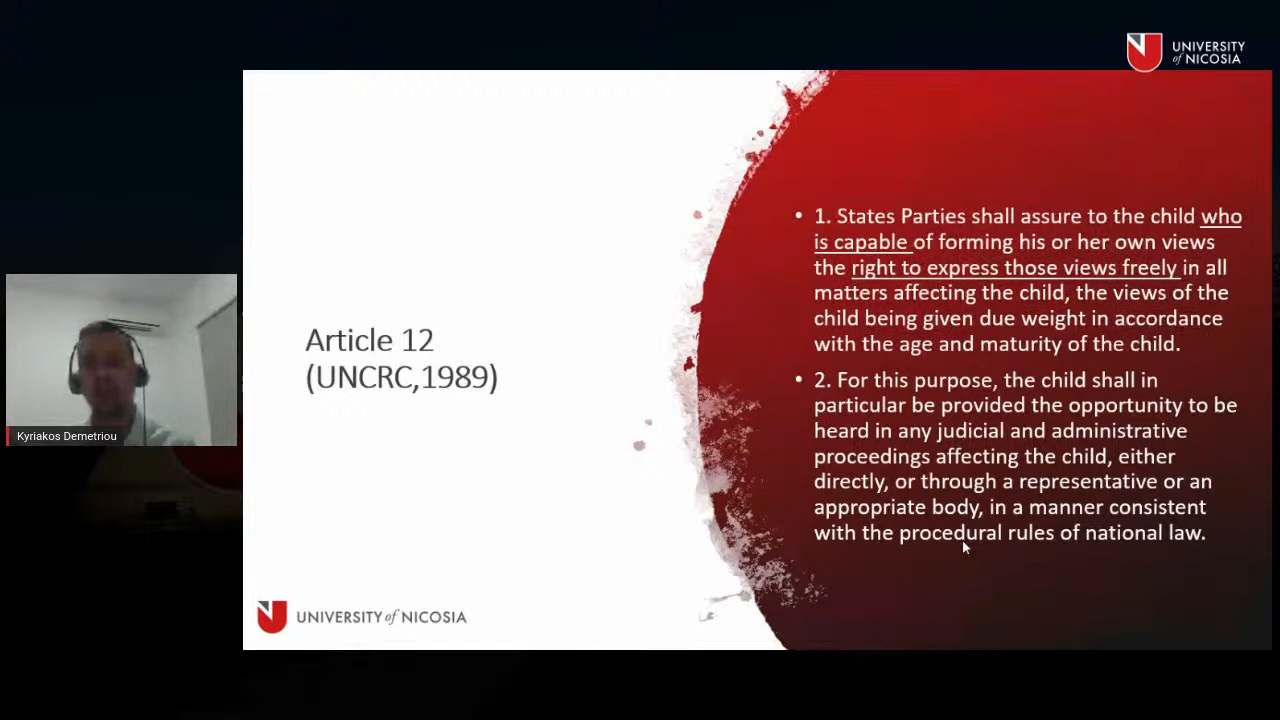 UNIVERSITY
of NICOSIA
Article 12
(UNCRC,1989)
• 1. States Parties shall assure to the child who
is capable of forming his or her own views
the right to express those views freely in all
matters affecting the child, the views of the
child being given due weight in accordance
with the age and maturity of the child.
• 2. For this purpose, the child shall in
particular be provided the opportunity to be
heard in any judicial and administrative
proceedings affecting the child, either
directly, or through a representative or an
appropriate body, in a manner consistent
with the procedural rules of national law.
Kyriakos Demetriou
UNIVERSITY of NICOSIA